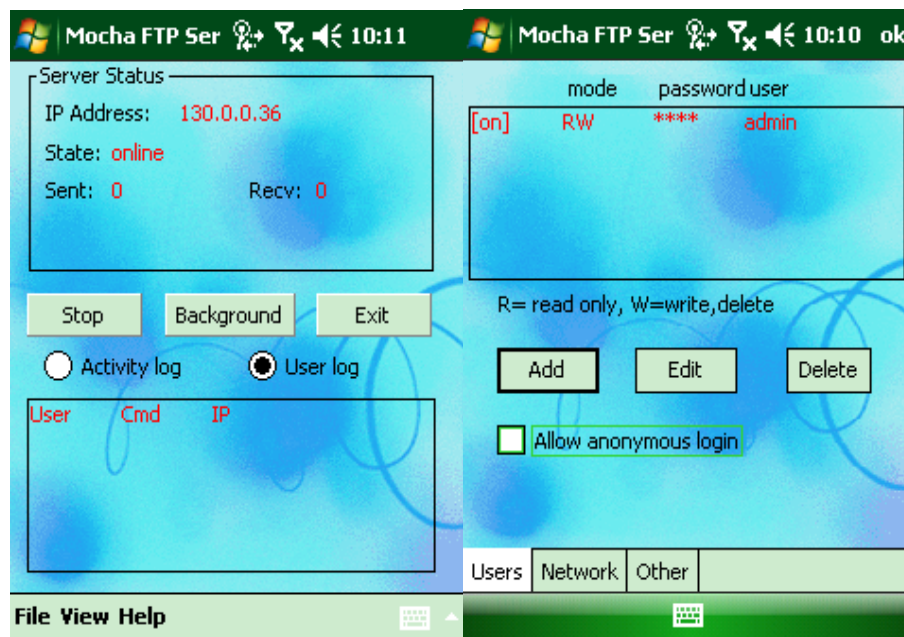 Mocha FTP Ser 10:11
Server Status
IP Address: 130.0.0.36
State: online
Sent: 0 Recv: 0
Stop Background Exit
Activity log User log
User Cmd IP
File View Help
Mocha FTP Ser 10:10 ok
mode password user
[on] RW **** admin
R= read only, W=write,delete
Add Edit Delete
Allow anonymous login
Users Network Other